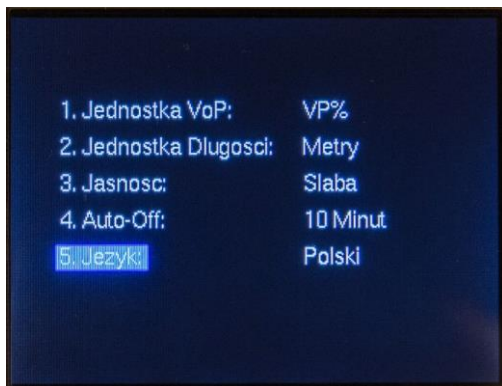 1. Jednostka VoP: VP%
2. Jednostka Dlugosci: Metry
3. Jasnosc: Slaba
4. Auto-Off: 10 Minut
5. Jezyk: Polski